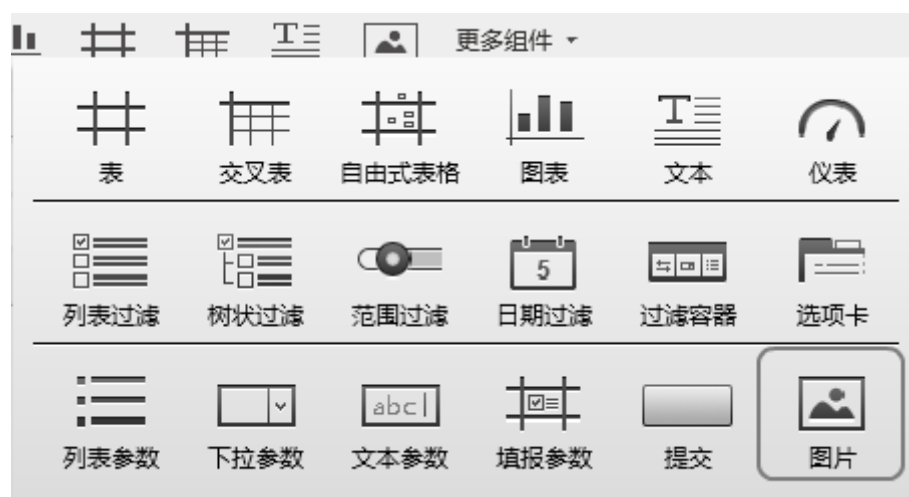 更多组件
表 交叉表 自由式表格 图表 文本 仪表
5
列表过滤 树状过滤 范围过滤 日期过滤 过滤容器 选项卡
abc
列表参数 下拉参数 文本参数 填报参数 提交 图片